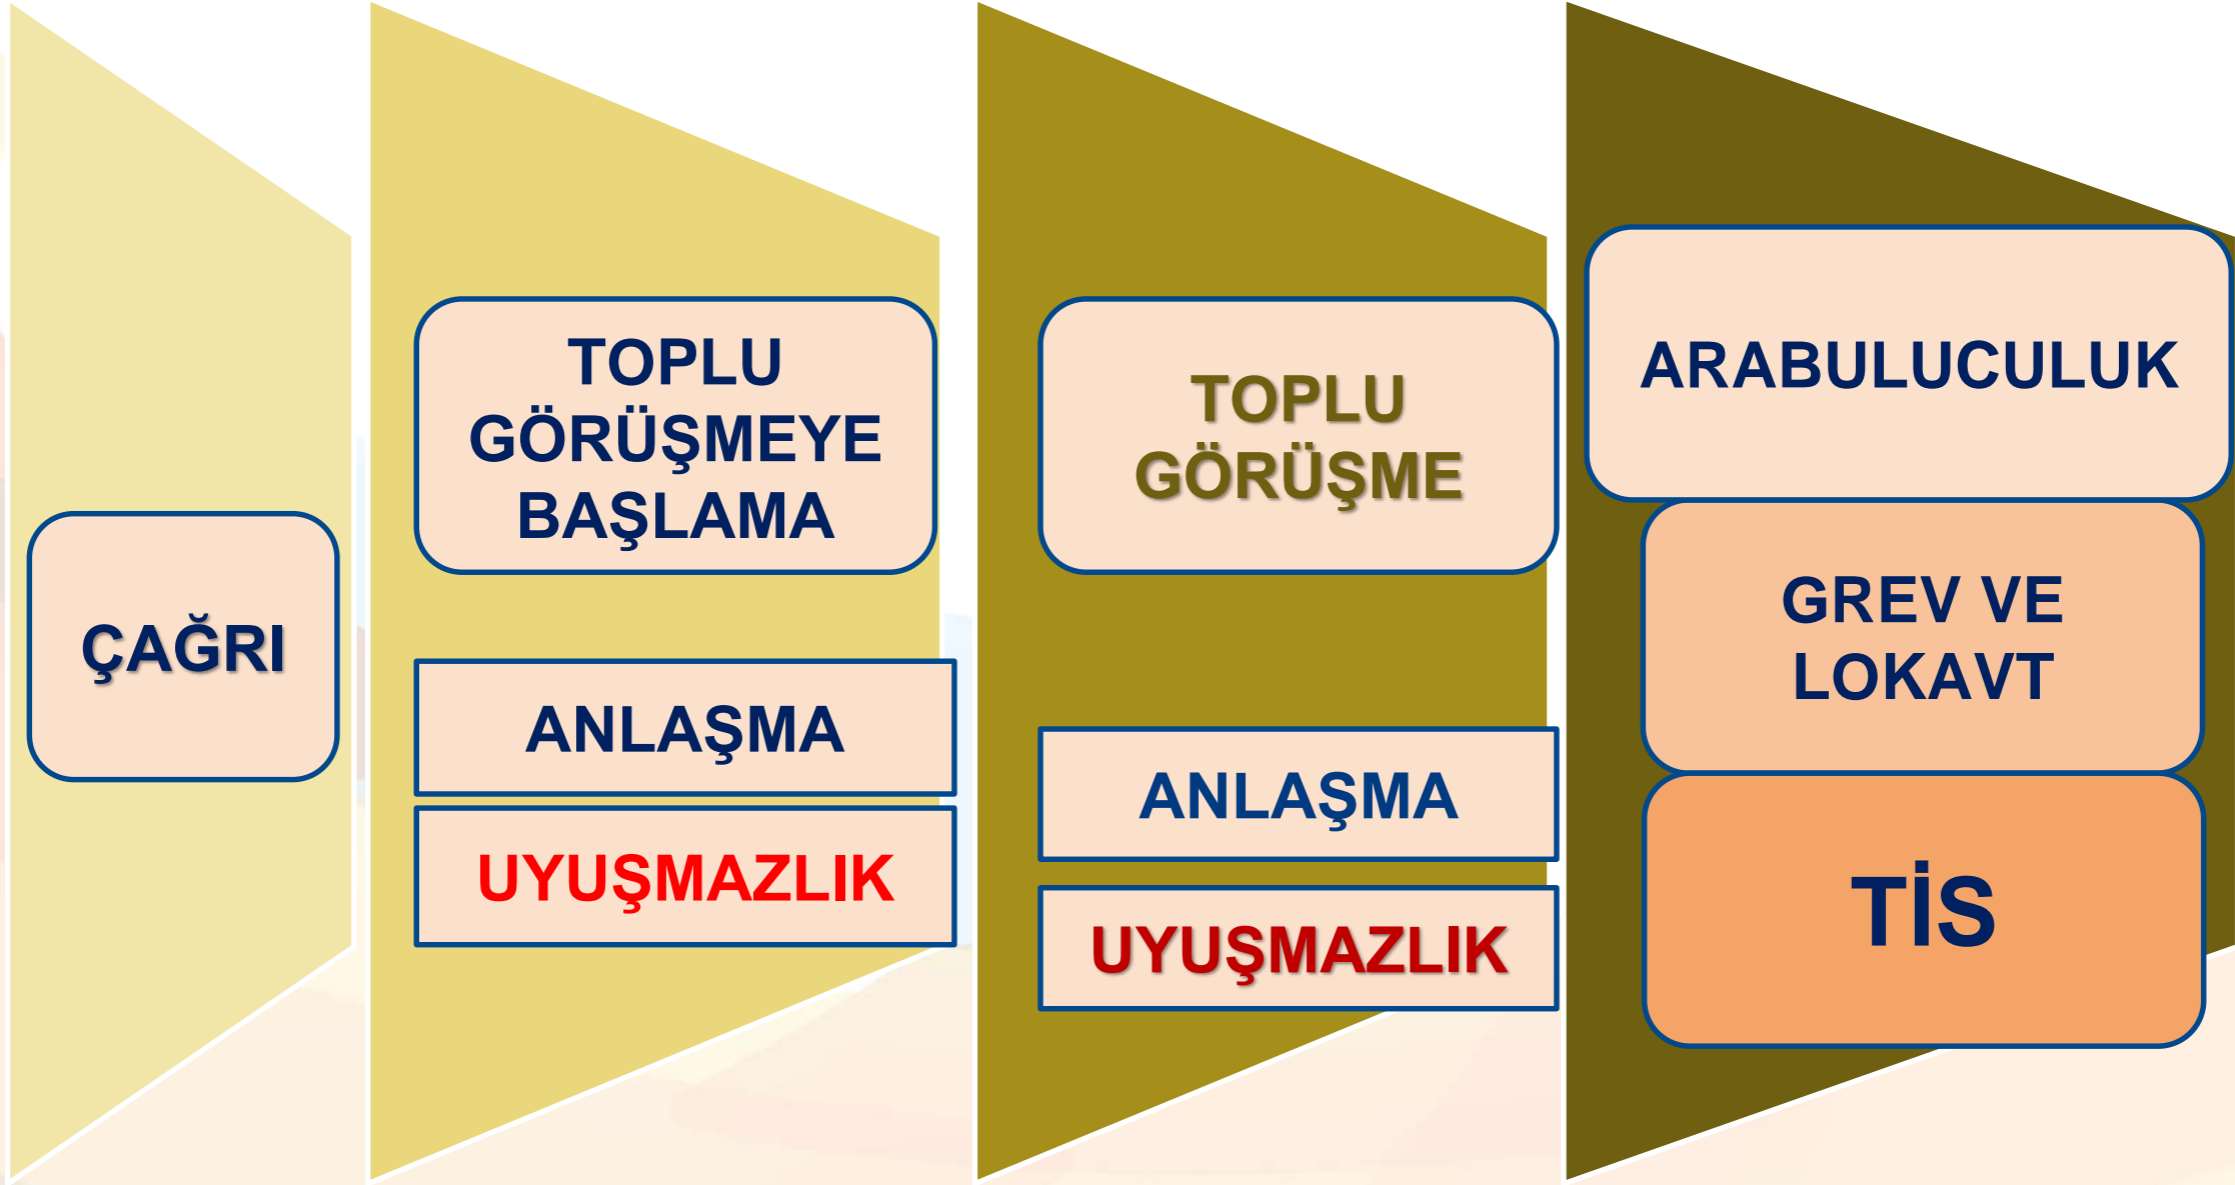 ÇAĞRI
TOPLU
GÖRÜŞMEYE
BAŞLAMA
ANLAŞMA
UYUŞMAZLIK
TOPLU
GÖRÜŞME
ANLAŞMA
UYUŞMAZLIK
ARABULUCULUK
GREV VE
LOKAVT
TİS